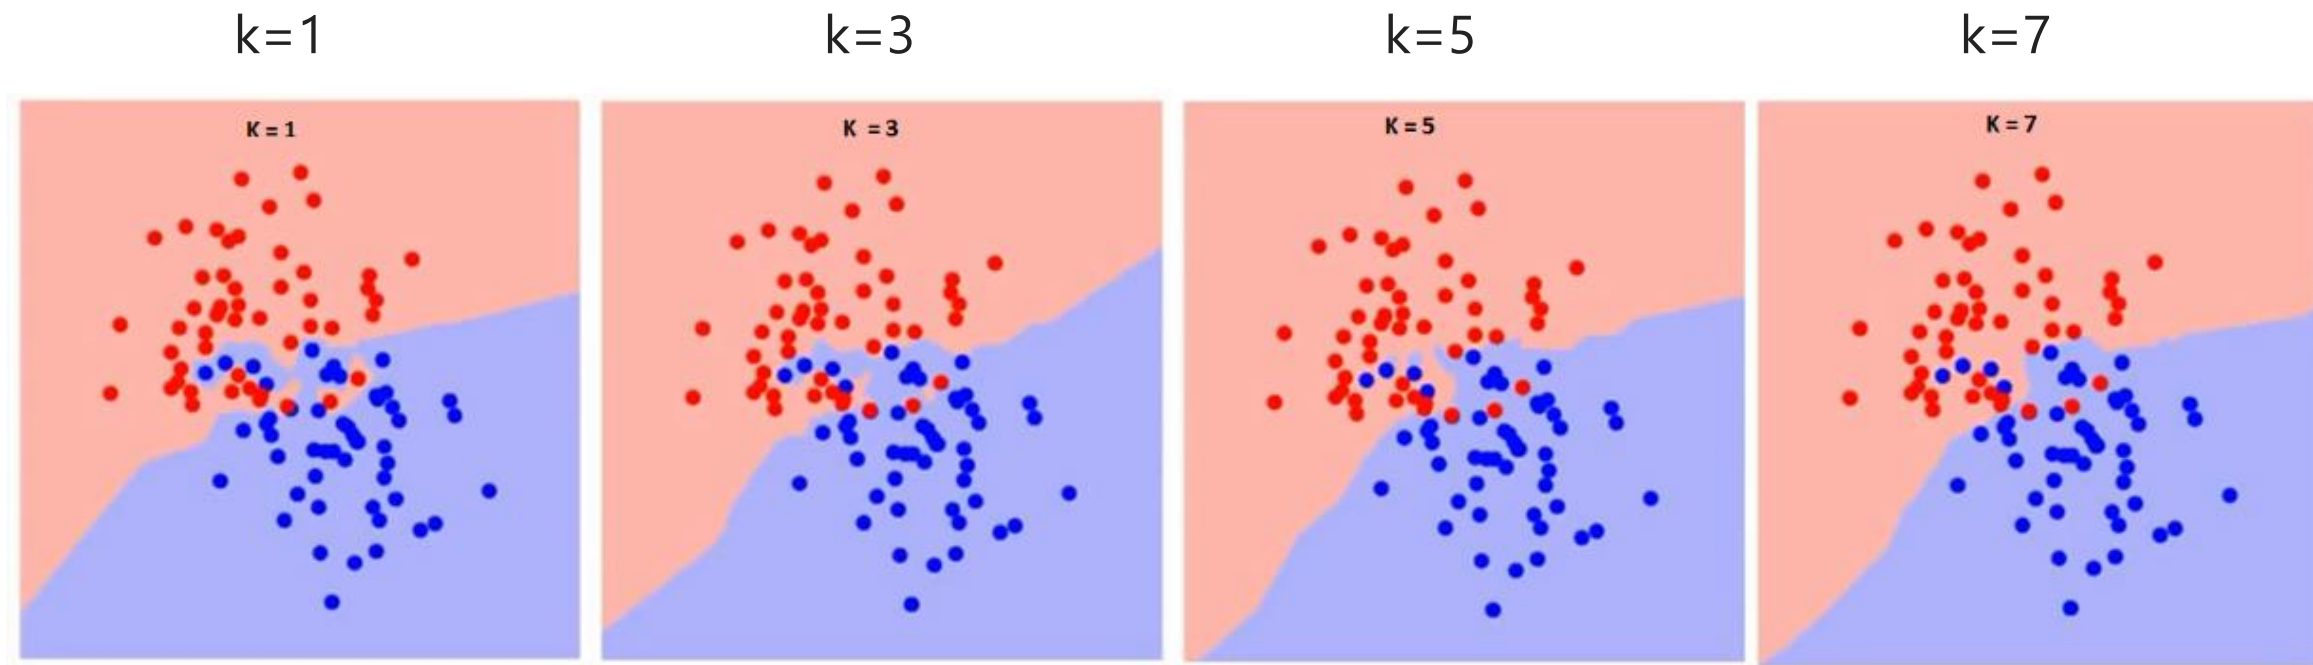 k=1
k=3
k=5
k=7
K = 1
K = 3
K = 5
K = 7